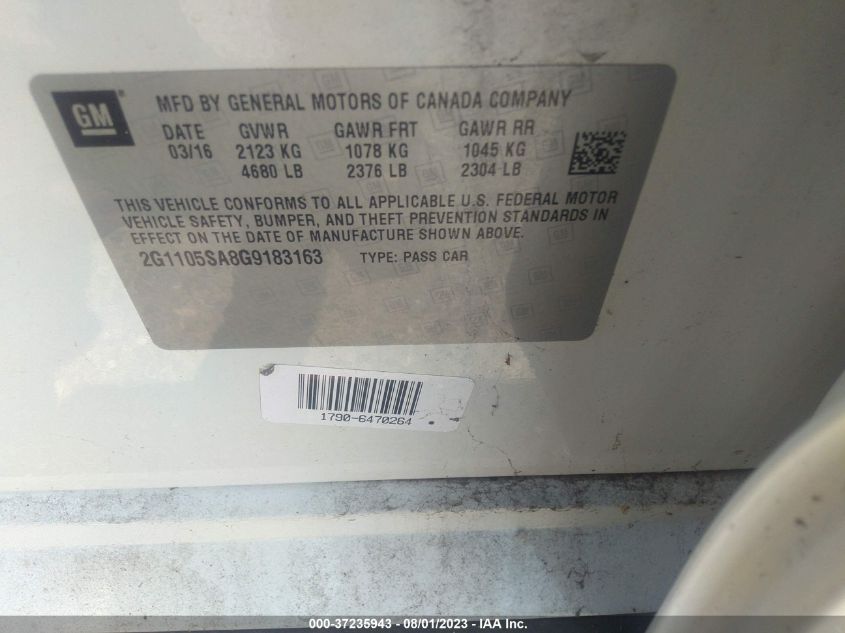 GM
MFD BY GENERAL MOTORS OF CANADA COMPANY
DATE GVWR GAWR FRT GAWR RR
03/16 2123 KG 1078 KG 1045 KG
4680 LB 2376 LB 2304 LB
THIS VEHICLE CONFORMS TO ALL APPLICABLE U.S. FEDERAL MOTOR
VEHICLE SAFETY, BUMPER, AND THEFT PREVENTION STANDARDS IN
EFFECT ON THE DATE OF MANUFACTURE SHOWN ABOVE.
2G1105SA8G9183163 TYPE: PASS CAR
1790-6470264
000-37235943 - 08/01/2023 - IAA Inc.